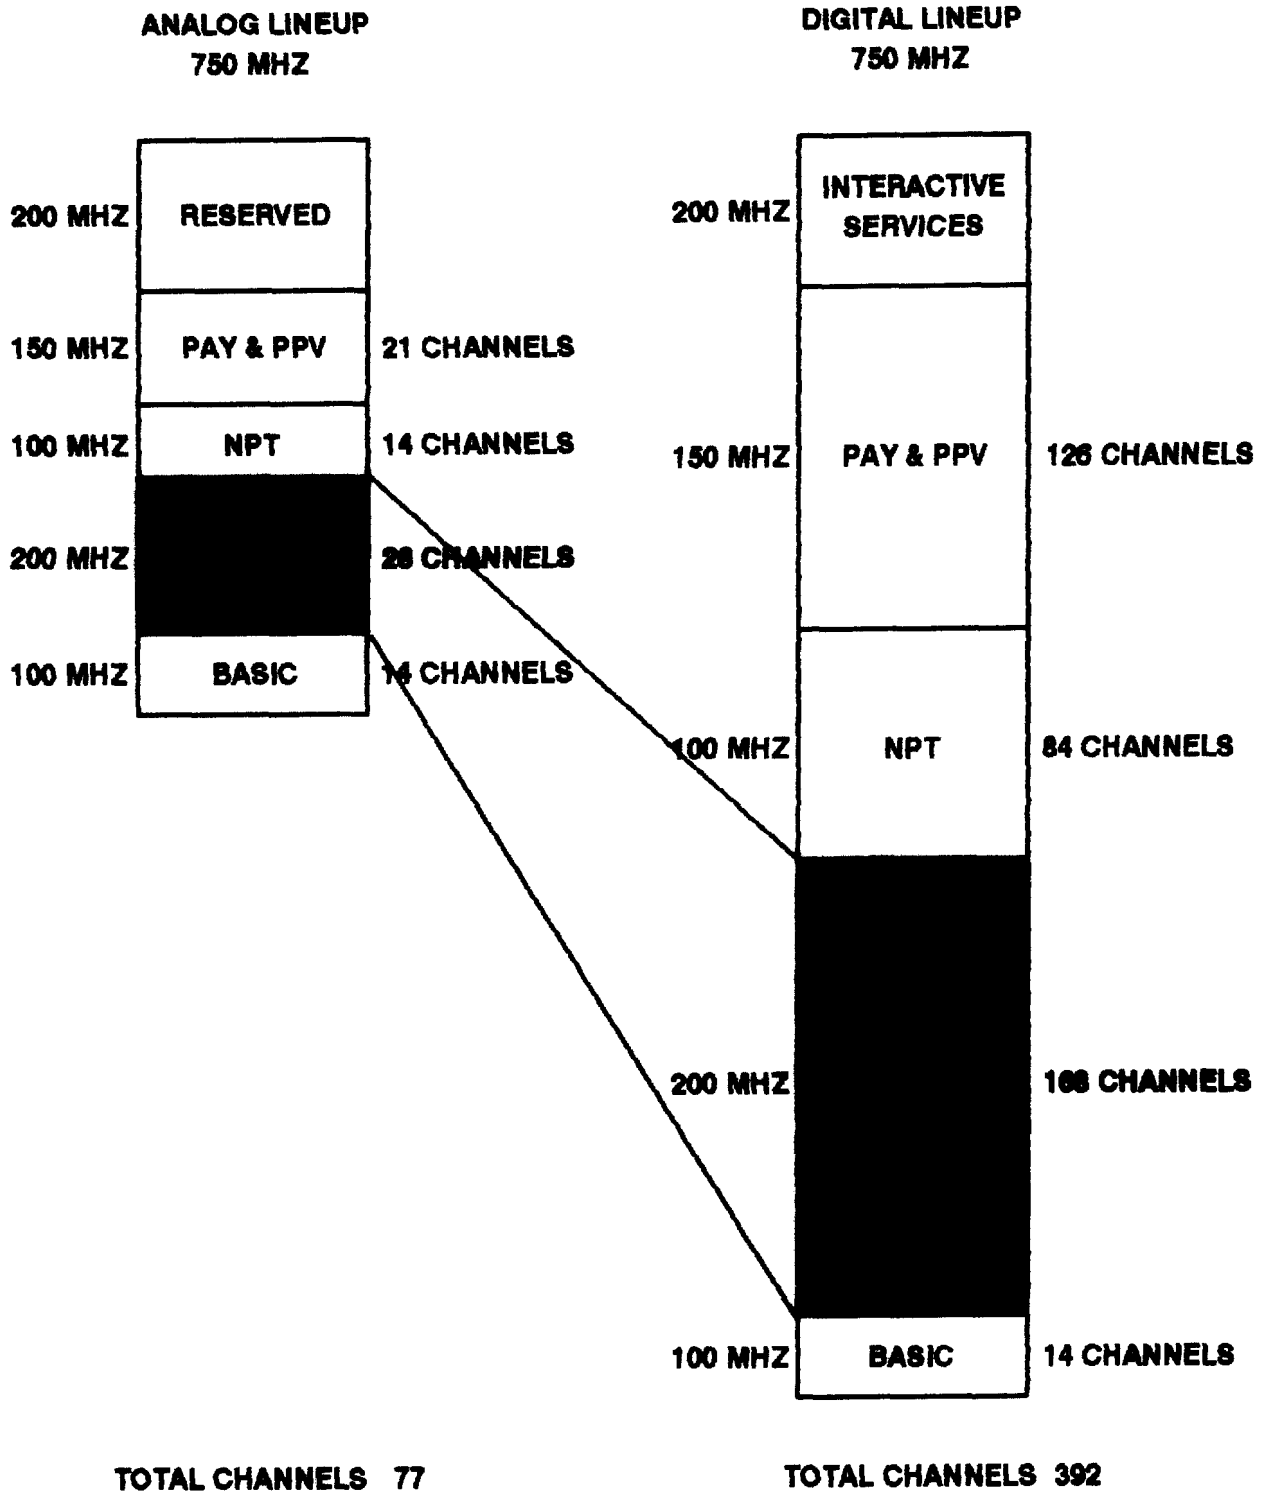 ANALOG LINEUP
750 MHZ
200 MHZ
RESERVED
150 MHZ
PAY & PPV
21 CHANNELS
100 MHZ
NPT
14 CHANNELS
200 MHZ
28 CHANNELS
100 MHZ
BASIC
14 CHANNELS
TOTAL CHANNELS 77
DIGITAL LINEUP
750 MHZ
200 MHZ
INTERACTIVE
SERVICES
150 MHZ
PAY & PPV
126 CHANNELS
100 MHZ
NPT
84 CHANNELS
200 MHZ
168 CHANNELS
100 MHZ
BASIC
14 CHANNELS
TOTAL CHANNELS 392